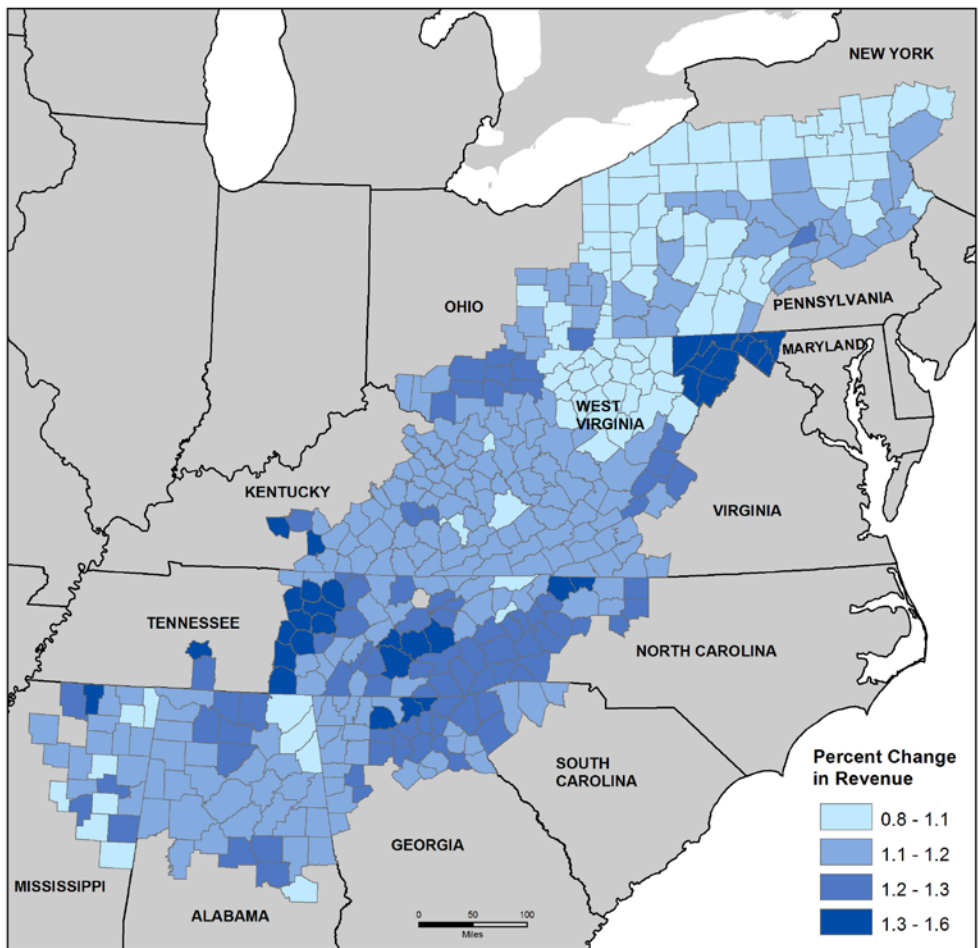 NEW YORK
PENNSYLVANIA
OHIO
MARYLAND
WEST
VIRGINIA
KENTUCKY
VIRGINIA
TENNESSEE
NORTH CAROLINA
SOUTH
CAROLINA
GEORGIA
MISSISSIPPI
ALABAMA
Percent Change
in Revenue
0.8 - 1.1
1.1 - 1.2
1.2 - 1.3
1.3 - 1.6
0 50 100
Miles